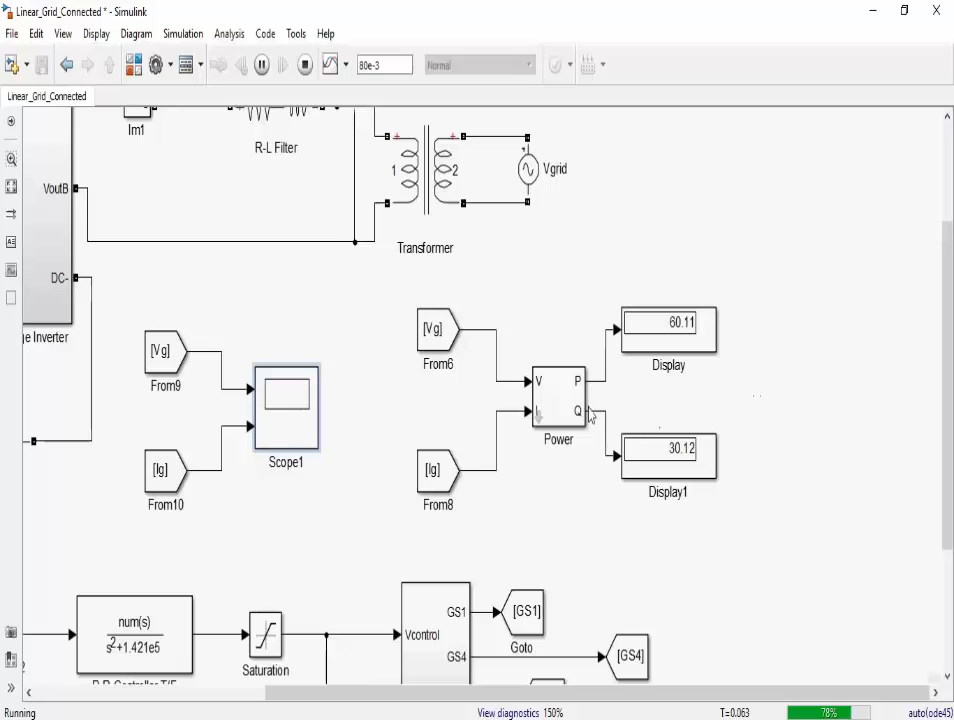 Linear_Grid_Connected * - Simulink
File Edit View Display Diagram Simulation Analysis Code Tools Help
80e-3 Normal
Linear_Grid_Connected
Im1
R-L Filter
VoutB
1 2
Vgrid
Transformer
DC-
ge Inverter
[Vg]
From9
[Vg]
From6
60.11
Display
V P
I Q
Power
[Ig]
From10
Scope1
[Ig]
From8
30.12
Display1
num(s)
s²+1.421e5
Saturation
Vcontrol
GS1
GS4
[GS1]
Goto
[GS4]
Running
View diagnostics 150%
T=0.063
78%
auto(ode45)